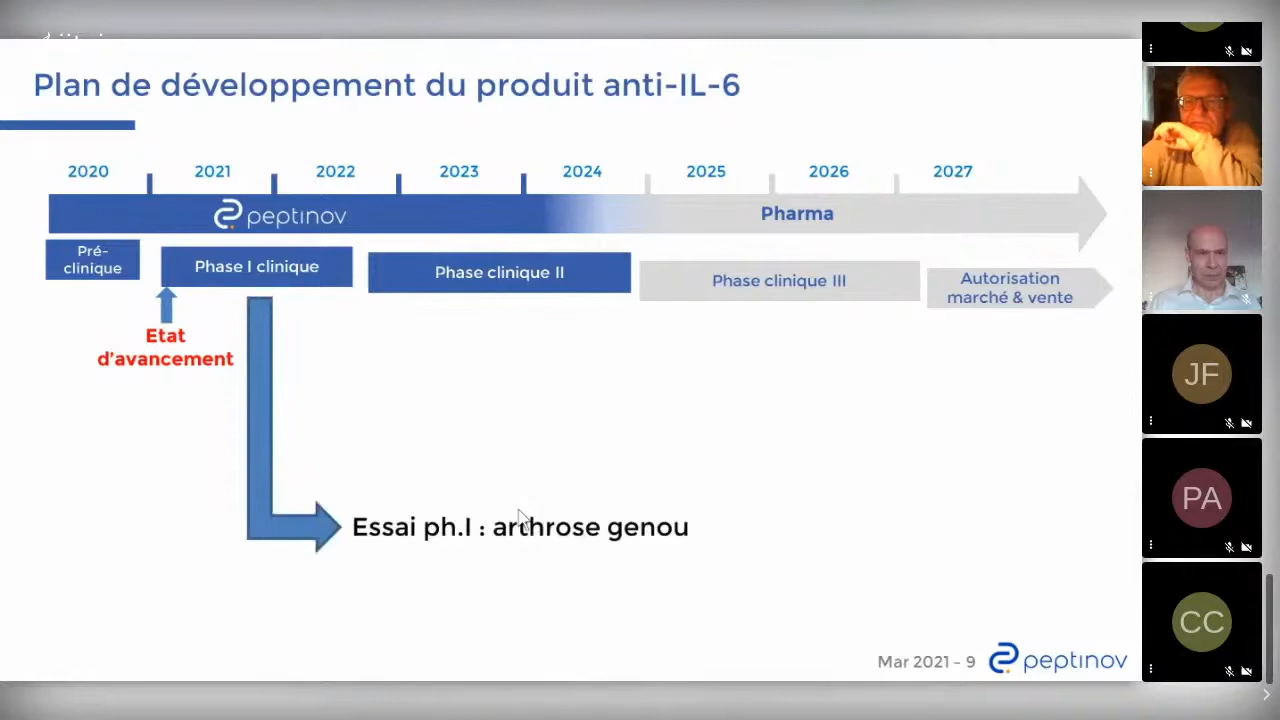 Plan de développement du produit anti-IL-6
2020 2021 2022 2023 2024 2025 2026 2027
peptinov Pharma
Pré-
clinique
Phase I clinique
Phase clinique II
Phase clinique III
Autorisation
marché & vente
Etat
d'avancement
Essai ph.I : arthrose genou
Mar 2021 - 9 peptinov
JF
PA
CC